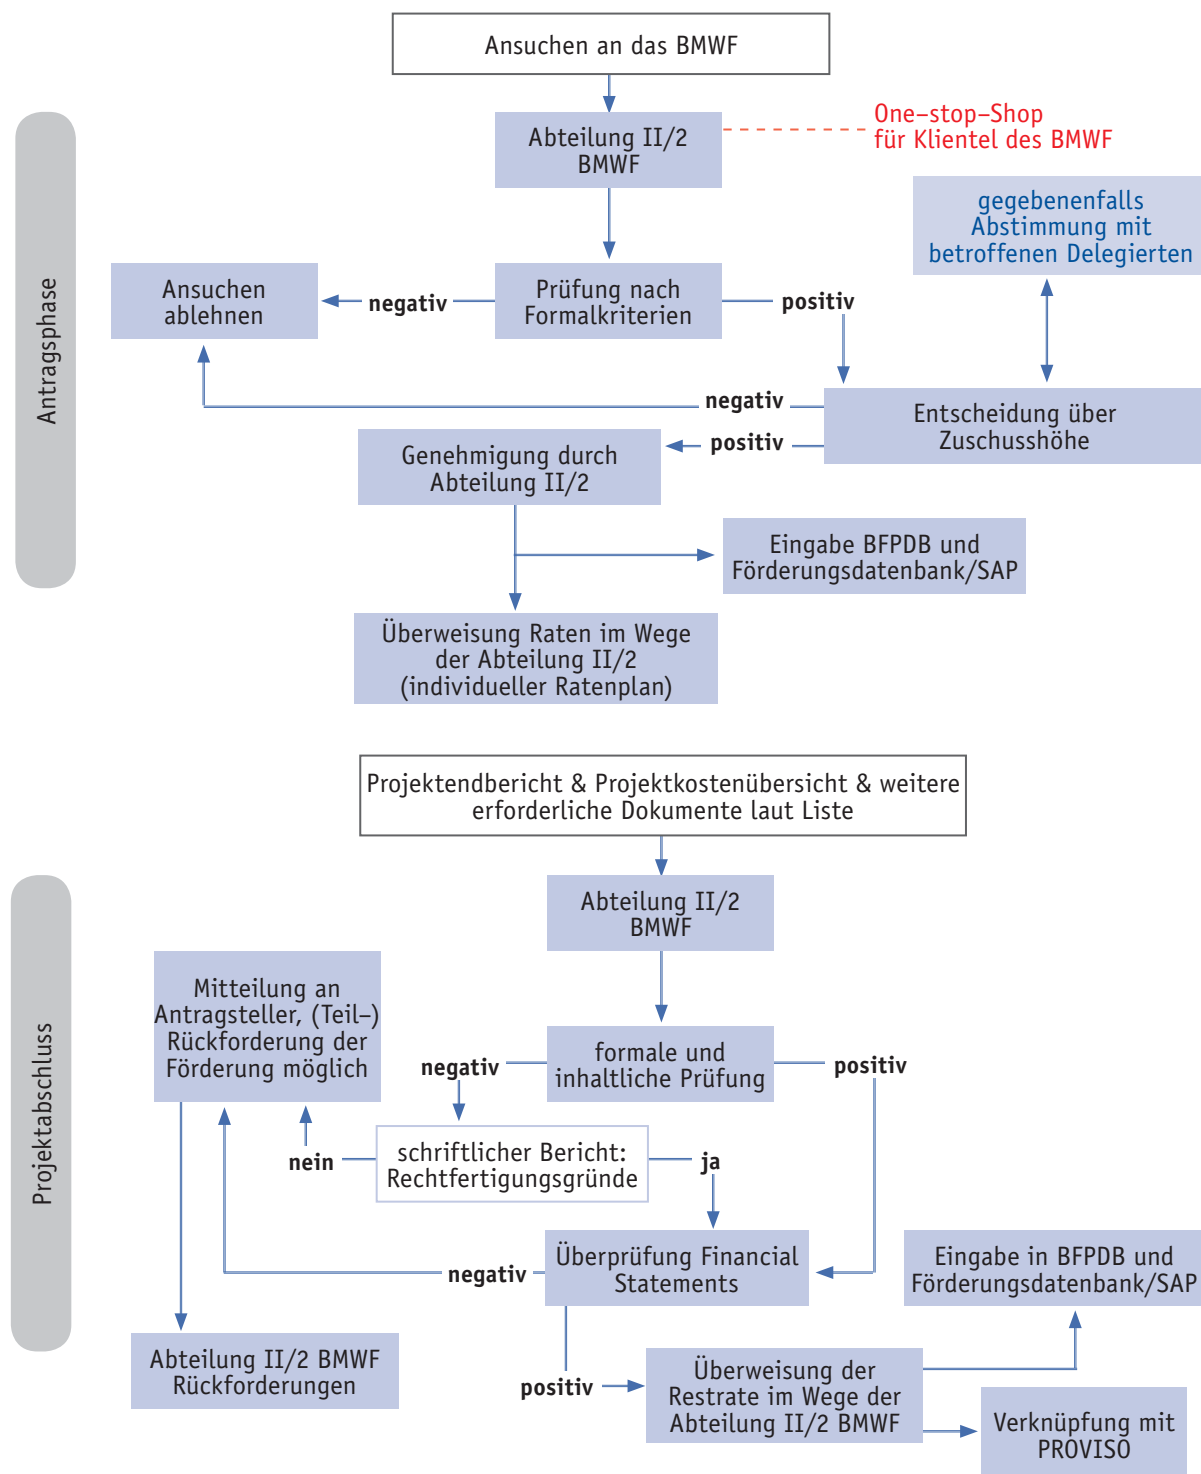 Ansuchen an das BMWF
Antragsphase
Abteilung II/2
BMWF
One–stop–Shop
für Klientel des BMWF
gegebenenfalls
Abstimmung mit
betroffenen Delegierten
Ansuchen
ablehnen
negativ
Prüfung nach
Formalkriterien
positiv
negativ
positiv
Entscheidung über
Zuschusshöhe
Genehmigung durch
Abteilung II/2
Eingabe BFPDB und
Förderungsdatenbank/SAP
Überweisung Raten im Wege
der Abteilung II/2
(individueller Ratenplan)
Projektendbericht & Projektkostenübersicht & weitere
erforderliche Dokumente laut Liste
Projektabschluss
Abteilung II/2
BMWF
Mitteilung an
Antragsteller, (Teil–)
Rückforderung der
Förderung möglich
negativ
formale und
inhaltliche Prüfung
positiv
nein
schriftlicher Bericht:
Rechtfertigungsgründe
ja
negativ
Überprüfung Financial
Statements
Eingabe in BFPDB und
Förderungsdatenbank/SAP
Abteilung II/2 BMWF
Rückforderungen
positiv
Überweisung der
Restrate im Wege der
Abteilung II/2 BMWF
Verknüpfung mit
PROVISO